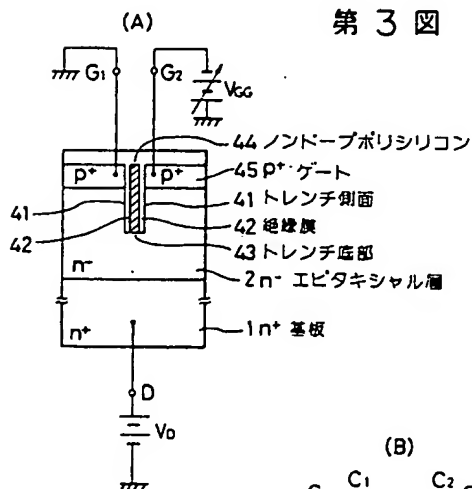 第3図
(A)
G₁ G₂
VGG
44 ノンドープポリシリコン
p⁺ p⁺ 45 p⁺ゲート
41 41 トレンチ側面
42 42 絶縁膜
43 トレンチ底部
n⁻
2 n⁻ エピタキシャル層
n⁺ 1 n⁺ 基板
D
VD
(B)
C₁ C₂